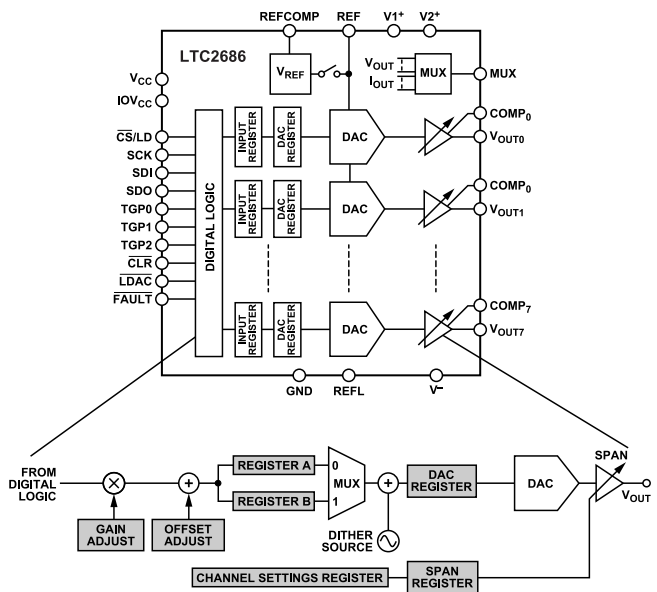 REFCOMP REF V1+ V2+
LTC2686
VREF
VOUT
IOUT
MUX
MUX
VCC
IOVCC
CS/LD
SCK
SDI
SDO
TGP0
TGP1
TGP2
CLR
LDAC
FAULT
DIGITAL LOGIC
INPUT REGISTER
DAC REGISTER
DAC
COMP0
VOUT0
INPUT REGISTER
DAC REGISTER
DAC
COMP0
VOUT1
INPUT REGISTER
DAC REGISTER
DAC
COMP7
VOUT7
GND REFL V–
FROM
DIGITAL
LOGIC
GAIN
ADJUST
OFFSET
ADJUST
REGISTER A
REGISTER B
0
MUX
1
DITHER
SOURCE
DAC
REGISTER
DAC
SPAN
VOUT
CHANNEL SETTINGS REGISTER
SPAN
REGISTER